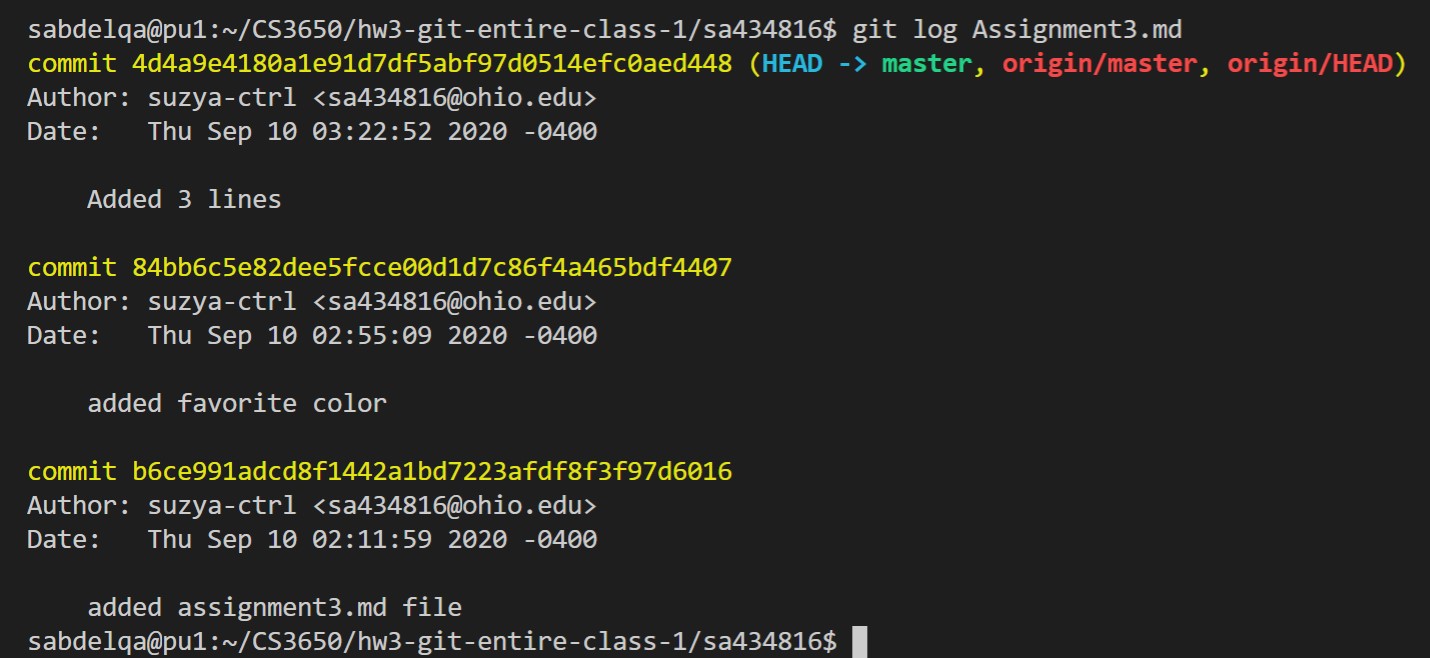 sabdelqa@pu1:~/CS3650/hw3-git-entire-class-1/sa434816$ git log Assignment3.md
commit 4d4a9e4180a1e91d7df5abf97d0514efc0aed448 (HEAD -> master, origin/master, origin/HEAD)
Author: suzya-ctrl <sa434816@ohio.edu>
Date:   Thu Sep 10 03:22:52 2020 -0400
    Added 3 lines
commit 84bb6c5e82dee5fcce00d1d7c86f4a465bdf4407
Author: suzya-ctrl <sa434816@ohio.edu>
Date:   Thu Sep 10 02:55:09 2020 -0400
    added favorite color
commit b6ce991adcd8f1442a1bd7223afdf8f3f97d6016
Author: suzya-ctrl <sa434816@ohio.edu>
Date:   Thu Sep 10 02:11:59 2020 -0400
    added assignment3.md file
sabdelqa@pu1:~/CS3650/hw3-git-entire-class-1/sa434816$